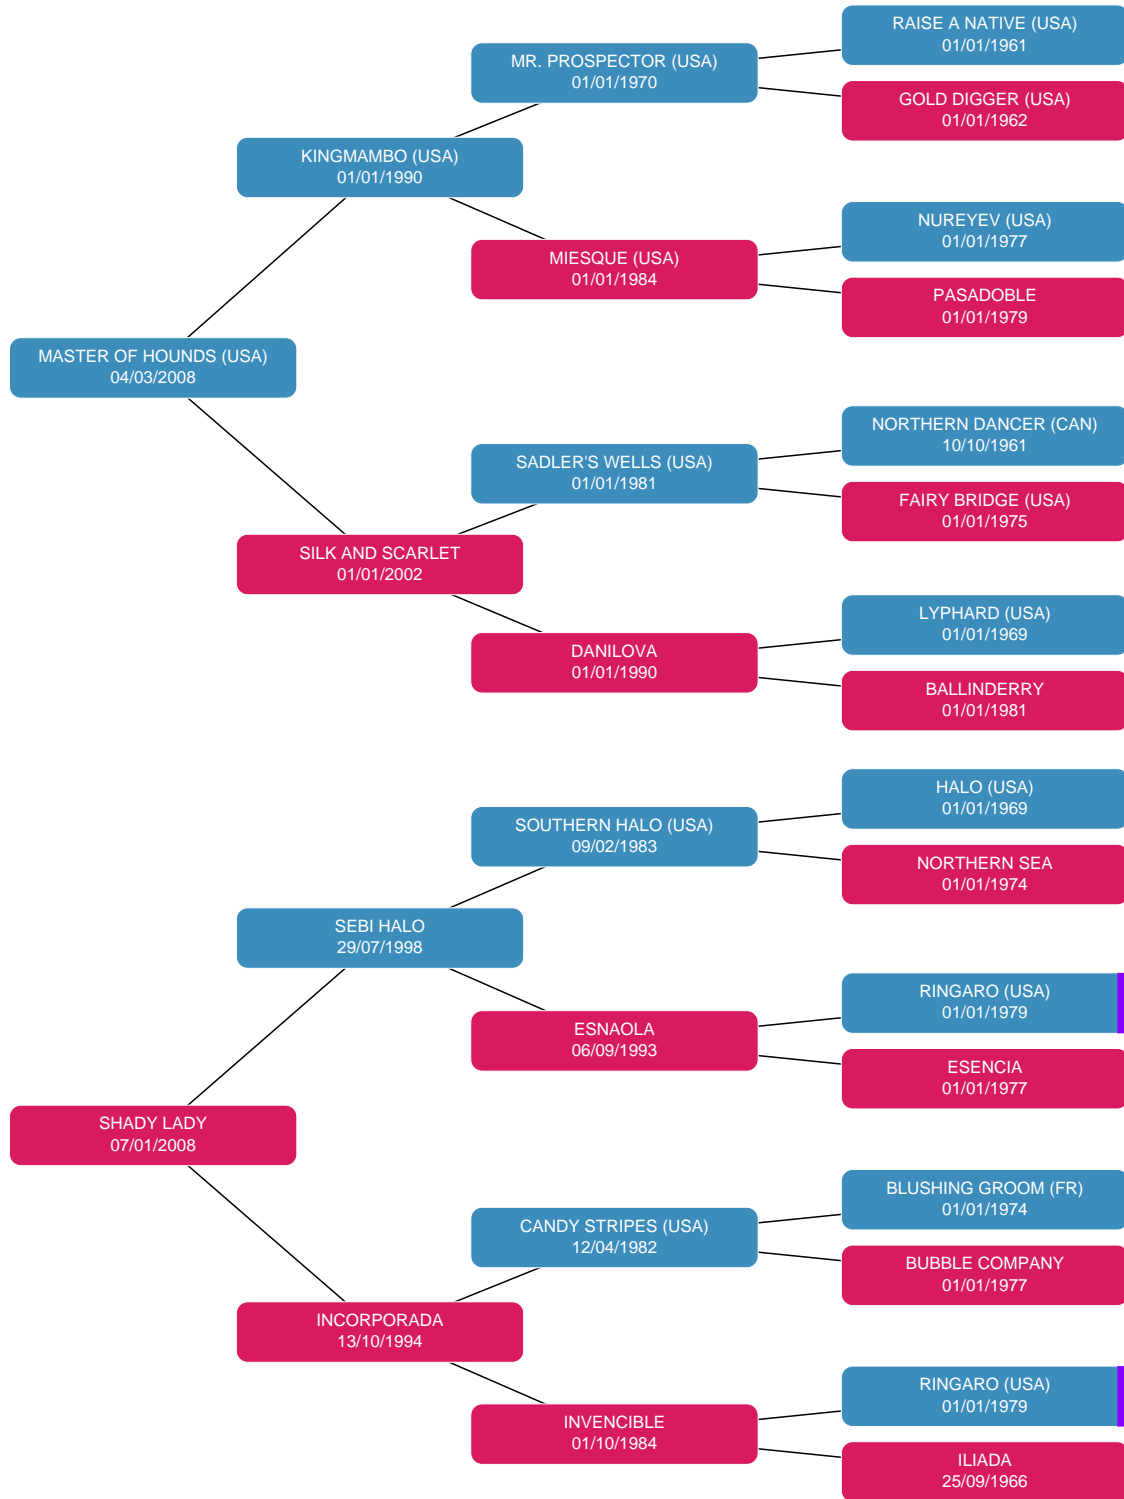 RAISE A NATIVE (USA)
01/01/1961
MR. PROSPECTOR (USA)
01/01/1970
GOLD DIGGER (USA)
01/01/1962
KINGMAMBO (USA)
01/01/1990
NUREYEV (USA)
01/01/1977
MIESQUE (USA)
01/01/1984
PASADOBLE
01/01/1979
MASTER OF HOUNDS (USA)
04/03/2008
NORTHERN DANCER (CAN)
10/10/1961
SADLER'S WELLS (USA)
01/01/1981
FAIRY BRIDGE (USA)
01/01/1975
SILK AND SCARLET
01/01/2002
LYPHARD (USA)
01/01/1969
DANILOVA
01/01/1990
BALLINDERRY
01/01/1981
HALO (USA)
01/01/1969
SOUTHERN HALO (USA)
09/02/1983
NORTHERN SEA
01/01/1974
SEBI HALO
29/07/1998
RINGARO (USA)
01/01/1979
ESNAOLA
06/09/1993
ESENCIA
01/01/1977
SHADY LADY
07/01/2008
BLUSHING GROOM (FR)
01/01/1974
CANDY STRIPES (USA)
12/04/1982
BUBBLE COMPANY
01/01/1977
INCORPORADA
13/10/1994
RINGARO (USA)
01/01/1979
INVENCIBLE
01/10/1984
ILIADA
25/09/1966